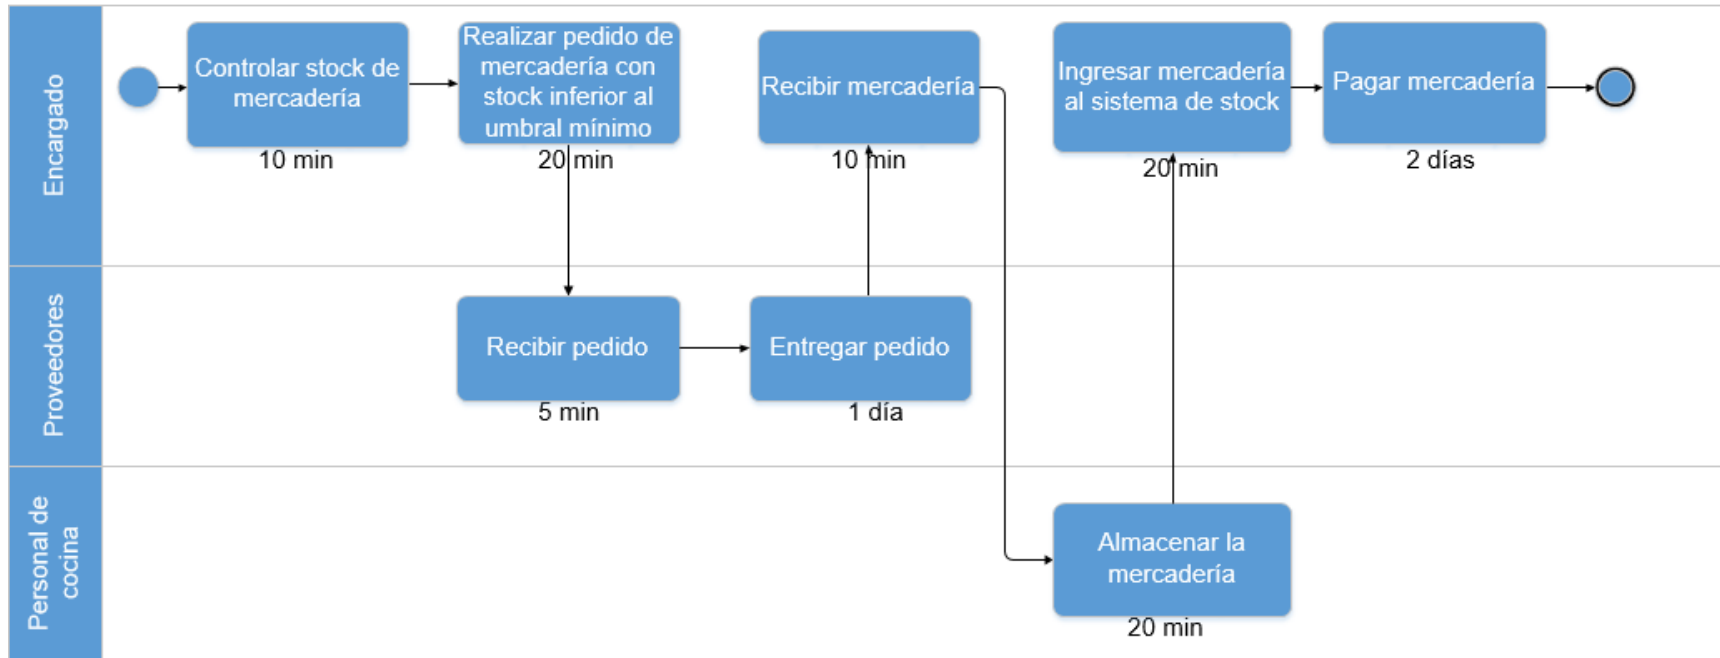 Encargado
Controlar stock de
mercadería
10 min
Realizar pedido de
mercadería con
stock inferior al
umbral mínimo
20 min
Recibir mercadería
10 min
Ingresar mercadería
al sistema de stock
20 min
Pagar mercadería
2 días
Proveedores
Recibir pedido
5 min
Entregar pedido
1 día
Personal de
cocina
Almacenar la
mercadería
20 min